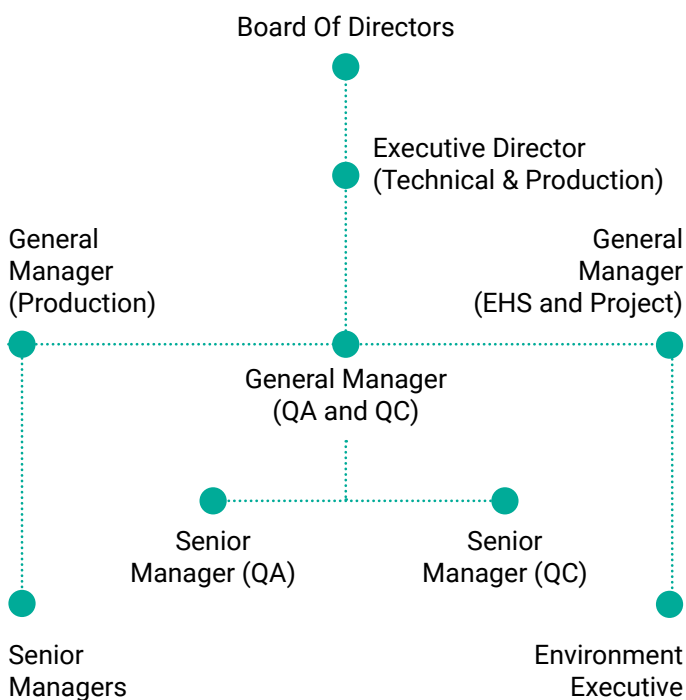 Board Of Directors
Executive Director
(Technical & Production)
General
Manager
(Production)
General
Manager
(EHS and Project)
General Manager
(QA and QC)
Senior
Manager (QA)
Senior
Manager (QC)
Senior
Managers
Environment
Executive